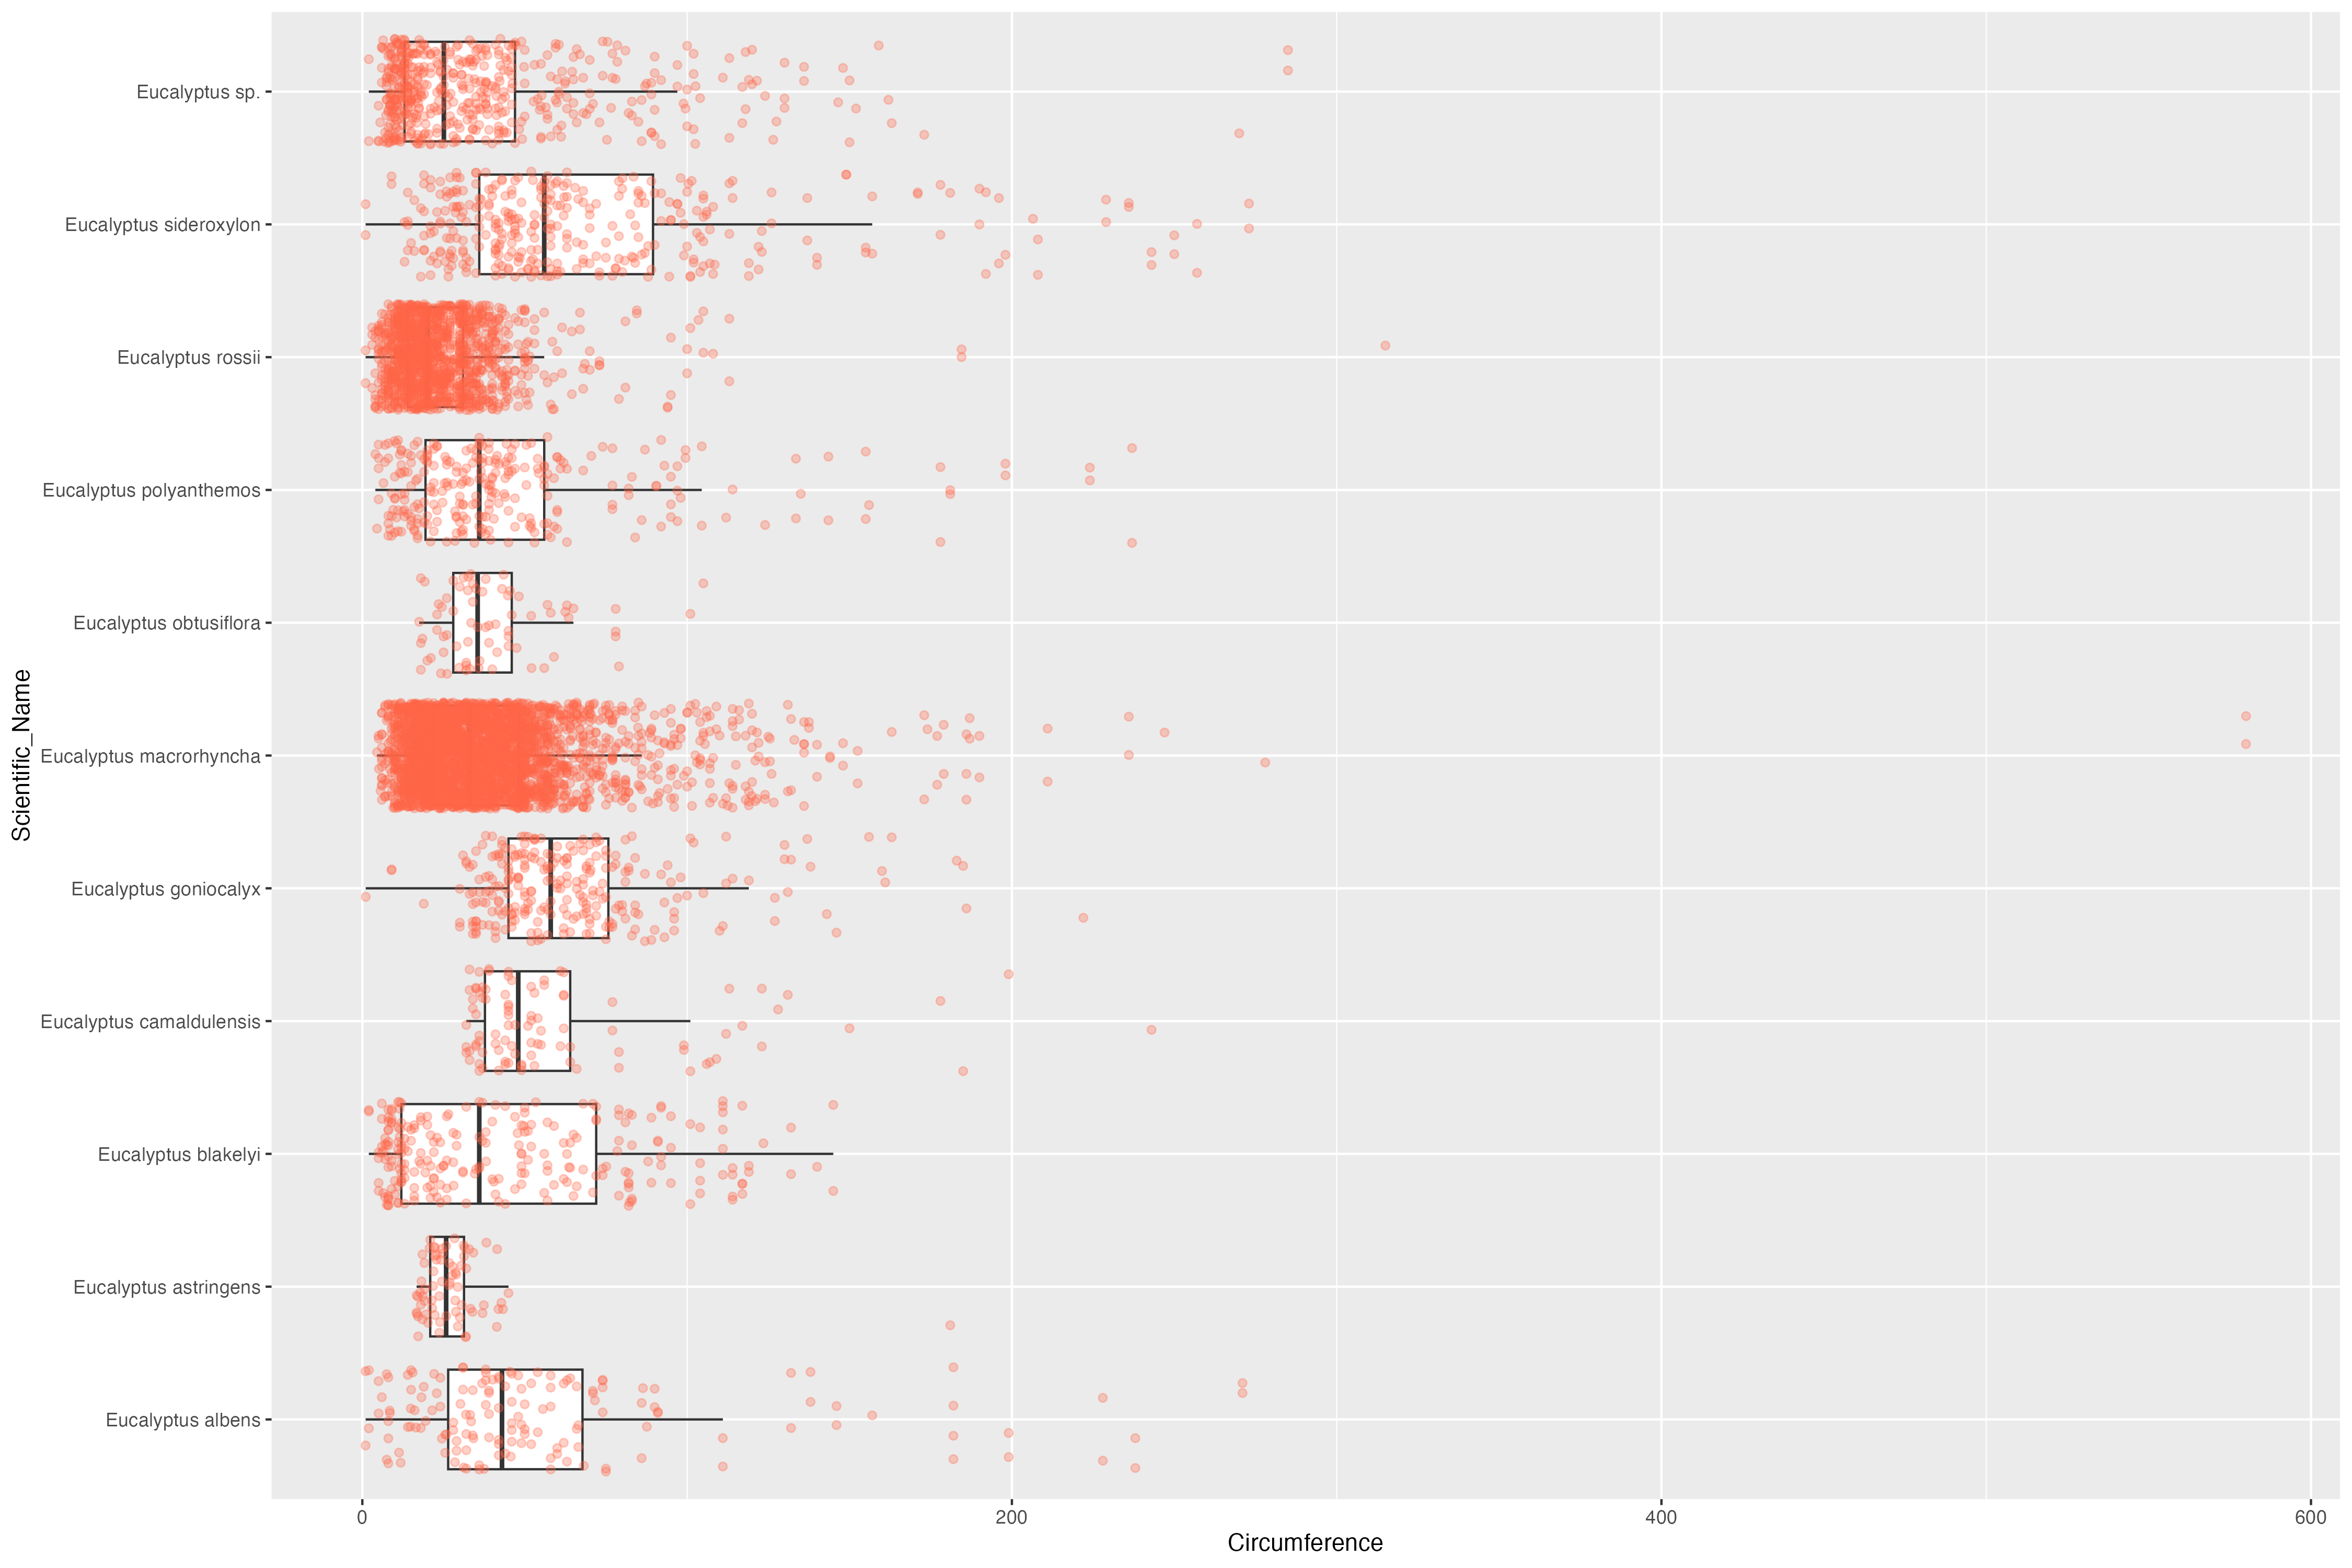 Scientific_Name
Eucalyptus sp.
Eucalyptus sideroxylon
Eucalyptus rossii
Eucalyptus polyanthemos
Eucalyptus obtusiflora
Eucalyptus macrorhyncha
Eucalyptus goniocalyx
Eucalyptus camaldulensis
Eucalyptus blakelyi
Eucalyptus astringens
Eucalyptus albens
0 200 400 600
Circumference